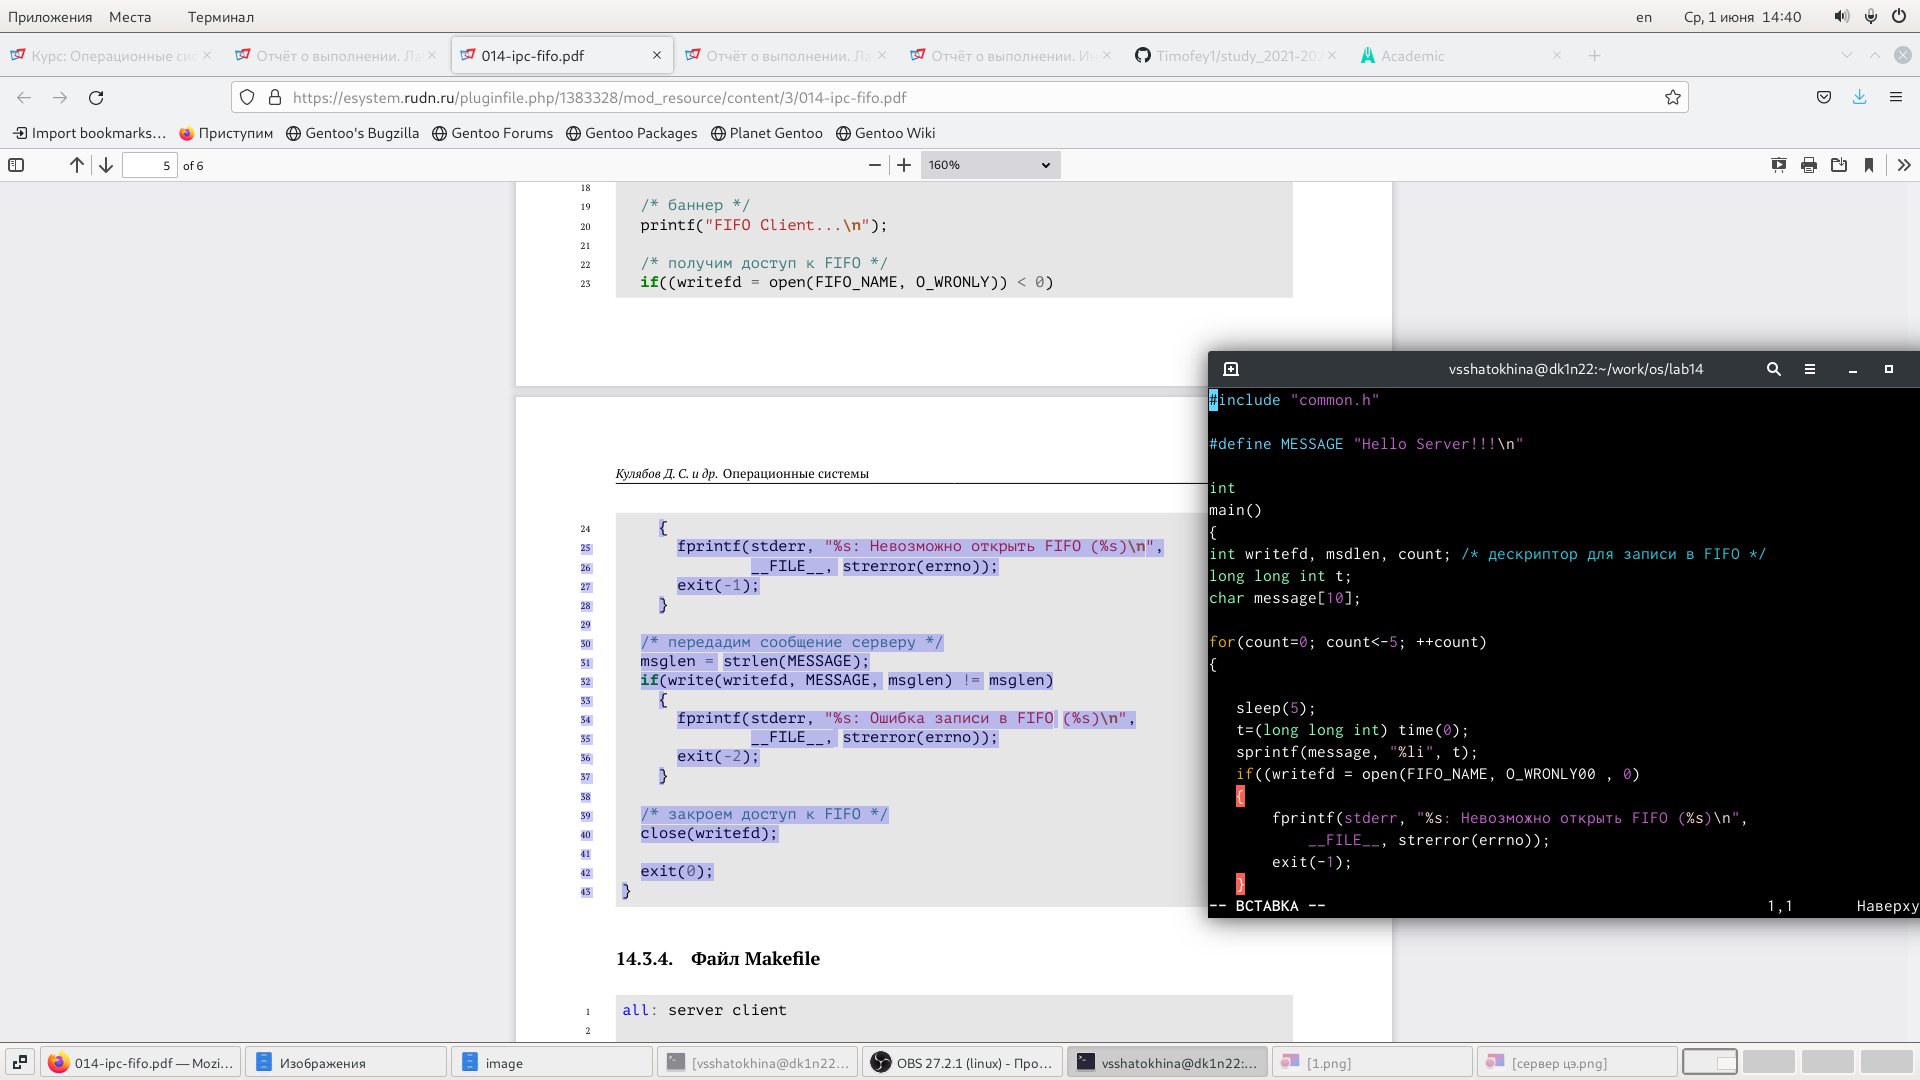 Приложения Места Терминал en Ср, 1 июня 14:40
Курс: Операционные сис Отчёт о выполнении. Ла 014-ipc-fifo.pdf Отчёт о выполнении. Ла Отчёт о выполнении. Ин Timofey1/study_2021-202 Academic
https://esystem.rudn.ru/pluginfile.php/1383328/mod_resource/content/3/014-ipc-fifo.pdf
Import bookmarks... Приступим Gentoo's Bugzilla Gentoo Forums Gentoo Packages Planet Gentoo Gentoo Wiki
5 of 6 160%
18
19 /* баннер */
20 printf("FIFO Client...\n");
21
22 /* получим доступ к FIFO */
23 if((writefd = open(FIFO_NAME, O_WRONLY)) < 0)
Кулябов Д. С. и др. Операционные системы
24 {
25 fprintf(stderr, "%s: Невозможно открыть FIFO (%s)\n",
26 __FILE__, strerror(errno));
27 exit(-1);
28 }
29
30 /* передадим сообщение серверу */
31 msglen = strlen(MESSAGE);
32 if(write(writefd, MESSAGE, msglen) != msglen)
33 {
34 fprintf(stderr, "%s: Ошибка записи в FIFO (%s)\n",
35 __FILE__, strerror(errno));
36 exit(-2);
37 }
38
39 /* закроем доступ к FIFO */
40 close(writefd);
41
42 exit(0);
43 }
14.3.4. Файл Makefile
1 all: server client
2
vsshatokhina@dk1n22:~/work/os/lab14
#include "common.h"
#define MESSAGE "Hello Server!!!\n"
int
main()
{
int writefd, msdlen, count; /* дескриптор для записи в FIFO */
long long int t;
char message[10];
for(count=0; count<-5; ++count)
{
sleep(5);
t=(long long int) time(0);
sprintf(message, "%li", t);
if((writefd = open(FIFO_NAME, O_WRONLY00 , 0)
{
fprintf(stderr, "%s: Невозможно открыть FIFO (%s)\n",
__FILE__, strerror(errno));
exit(-1);
}
-- ВСТАВКА -- 1,1 Наверху
014-ipc-fifo.pdf — Mozi... Изображения image [vsshatokhina@dk1n22... OBS 27.2.1 (linux) - Про... vsshatokhina@dk1n22:... [1.png] [сервер цэ.png]